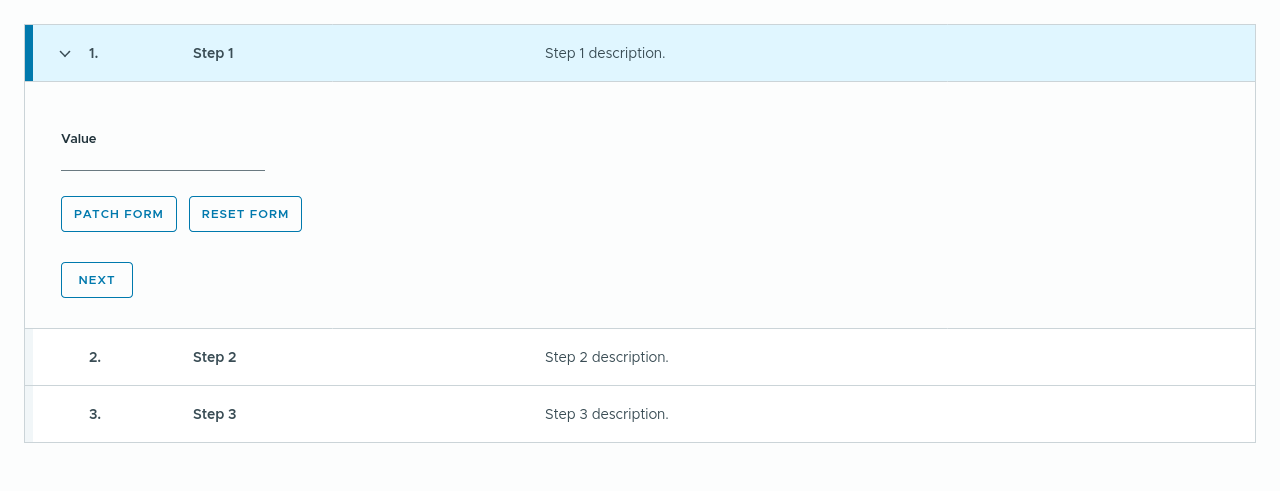 1. Step 1 Step 1 description.
Value
PATCH FORM RESET FORM
NEXT
2. Step 2 Step 2 description.
3. Step 3 Step 3 description.